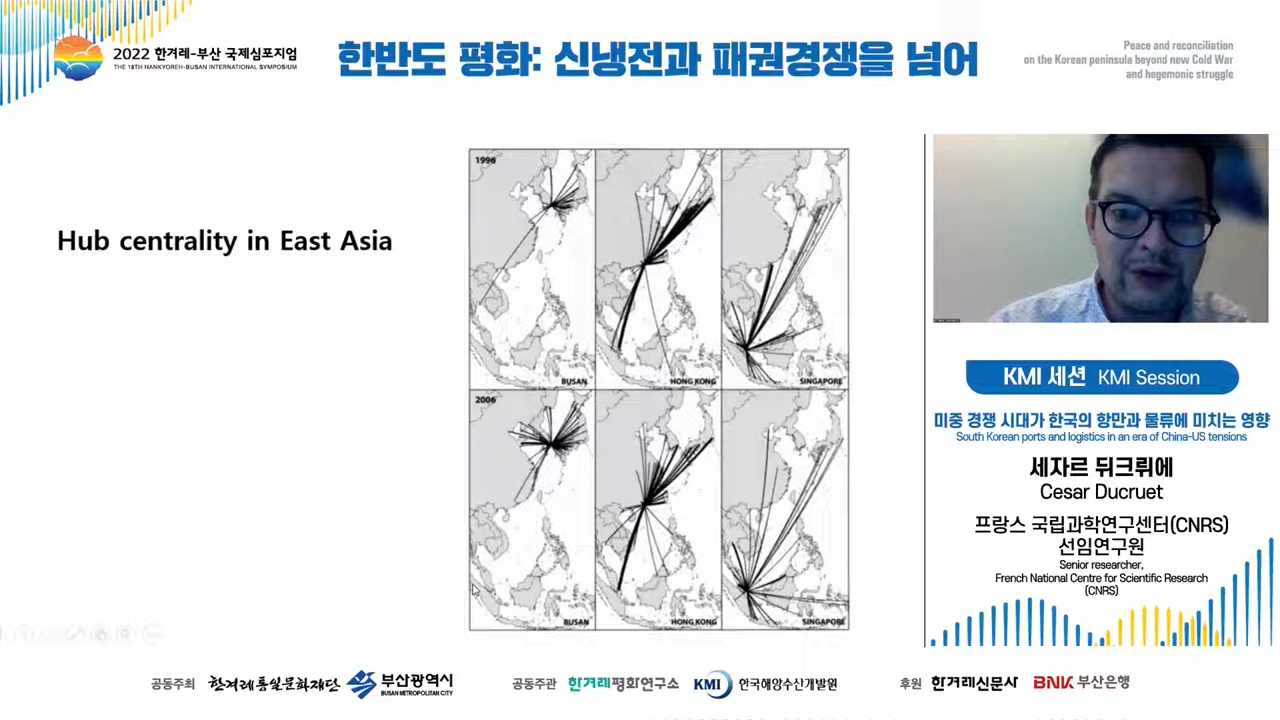 2022 한겨레-부산 국제심포지엄
THE 18TH HANKYOREH-BUSAN INTERNATIONAL SYMPOSIUM
한반도 평화: 신냉전과 패권경쟁을 넘어
Peace and reconciliation
on the Korean peninsula beyond new Cold War
and hegemonic struggle
Hub centrality in East Asia
1996
BUSAN
HONG KONG
SINGAPORE
2006
BUSAN
HONG KONG
SINGAPORE
KMI 세션 KMI Session
미중 경쟁 시대가 한국의 항만과 물류에 미치는 영향
South Korean ports and logistics in an era of China-US tensions
세자르 뒤크뤼에
Cesar Ducruet
프랑스 국립과학연구센터(CNRS)
선임연구원
Senior researcher,
French National Centre for Scientific Research
(CNRS)
공동주최 한겨레통일문화재단 부산광역시
BUSAN METROPOLITAN CITY
공동주관 한겨레평화연구소 KMI 한국해양수산개발원
후원 한겨레신문사 BNK 부산은행